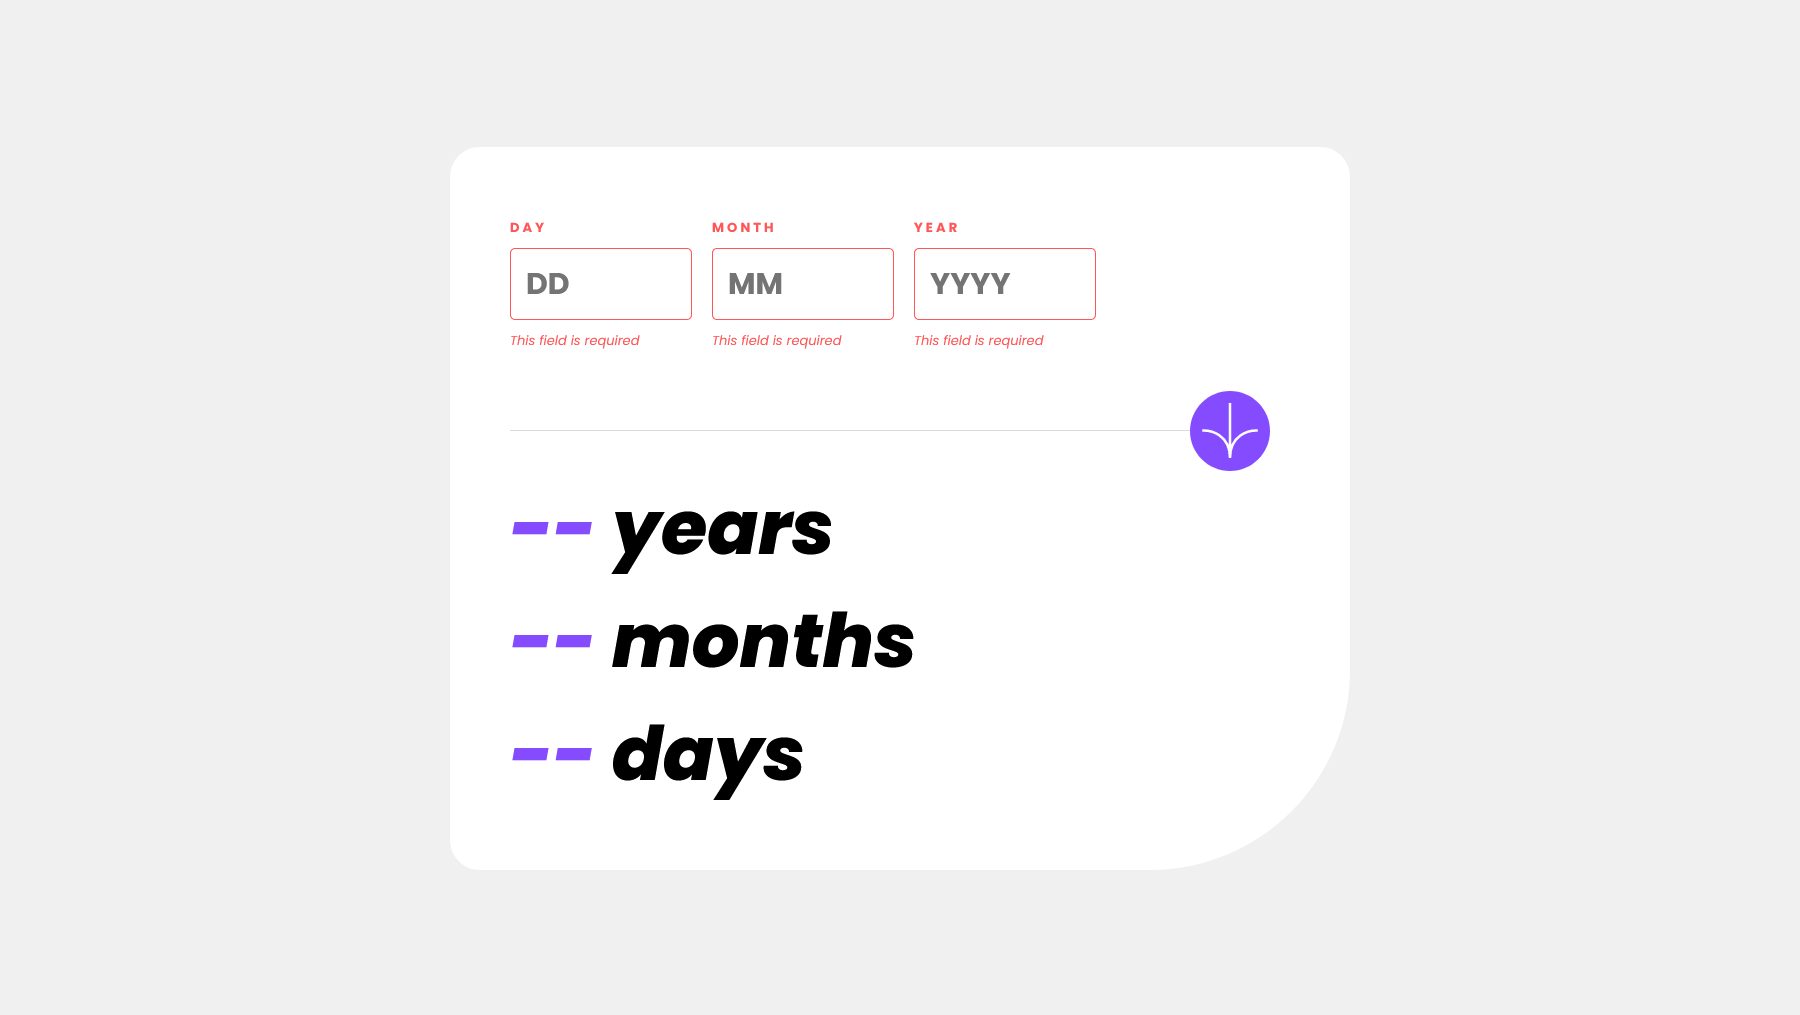 DAY MONTH YEAR
DD MM YYYY
This field is required This field is required This field is required
-- years
-- months
-- days